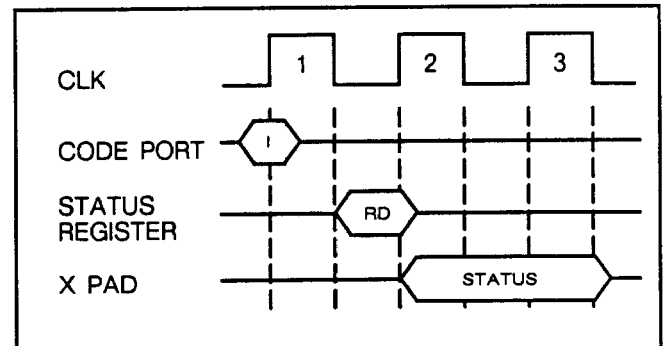 1 2 3
CLK
CODE PORT I
STATUS
REGISTER RD
X PAD STATUS